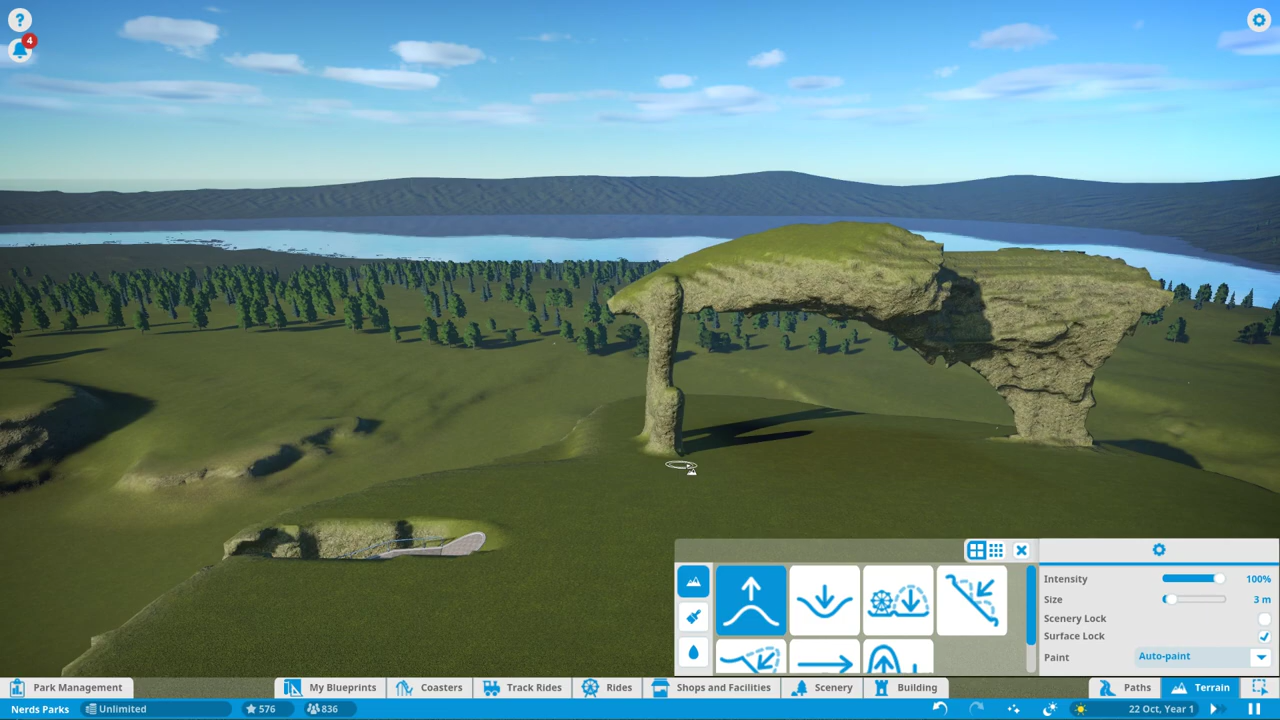 ?
4
Intensity 100%
Size 3 m
Scenery Lock
Surface Lock
Paint Auto-paint
Park Management My Blueprints Coasters Track Rides Rides Shops and Facilities Scenery Building Paths Terrain
Nerds Parks Unlimited 576 836 22 Oct, Year 1